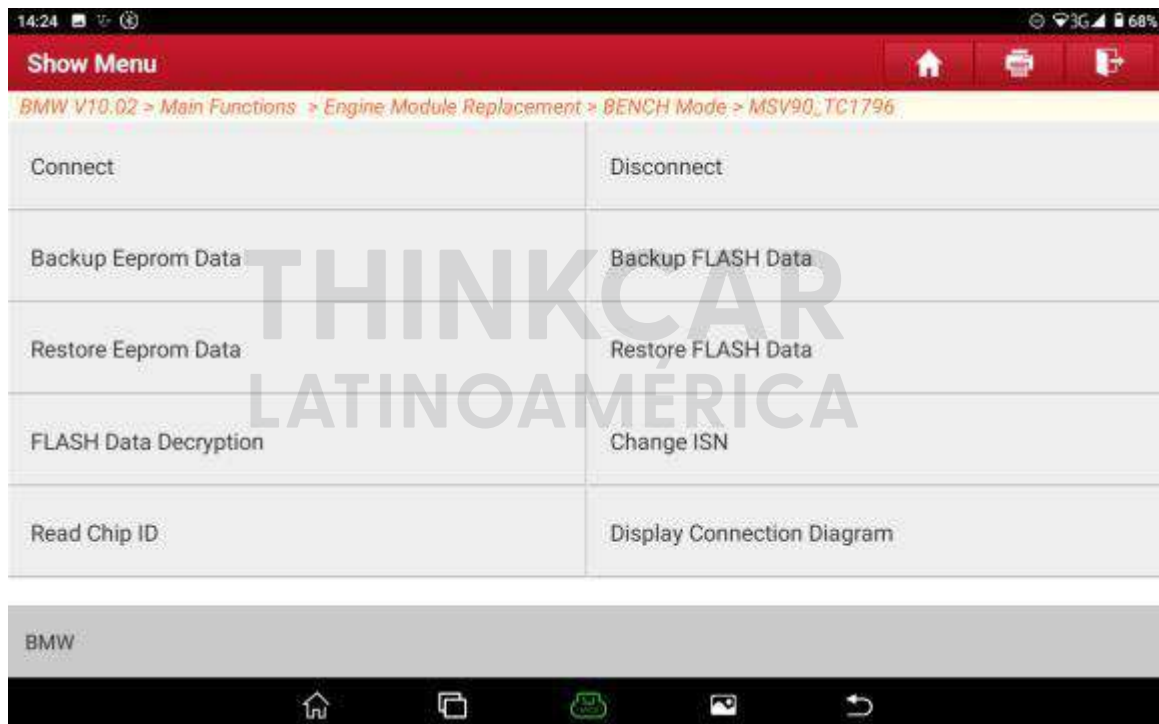 14:24 3G 68%
Show Menu
BMW V10.02 > Main Functions > Engine Module Replacement > BENCH Mode > MSV90_TC1796
Connect Disconnect
Backup Eeprom Data Backup FLASH Data
Restore Eeprom Data Restore FLASH Data
FLASH Data Decryption Change ISN
Read Chip ID Display Connection Diagram
THINKCAR
LATINOAMÉRICA
BMW